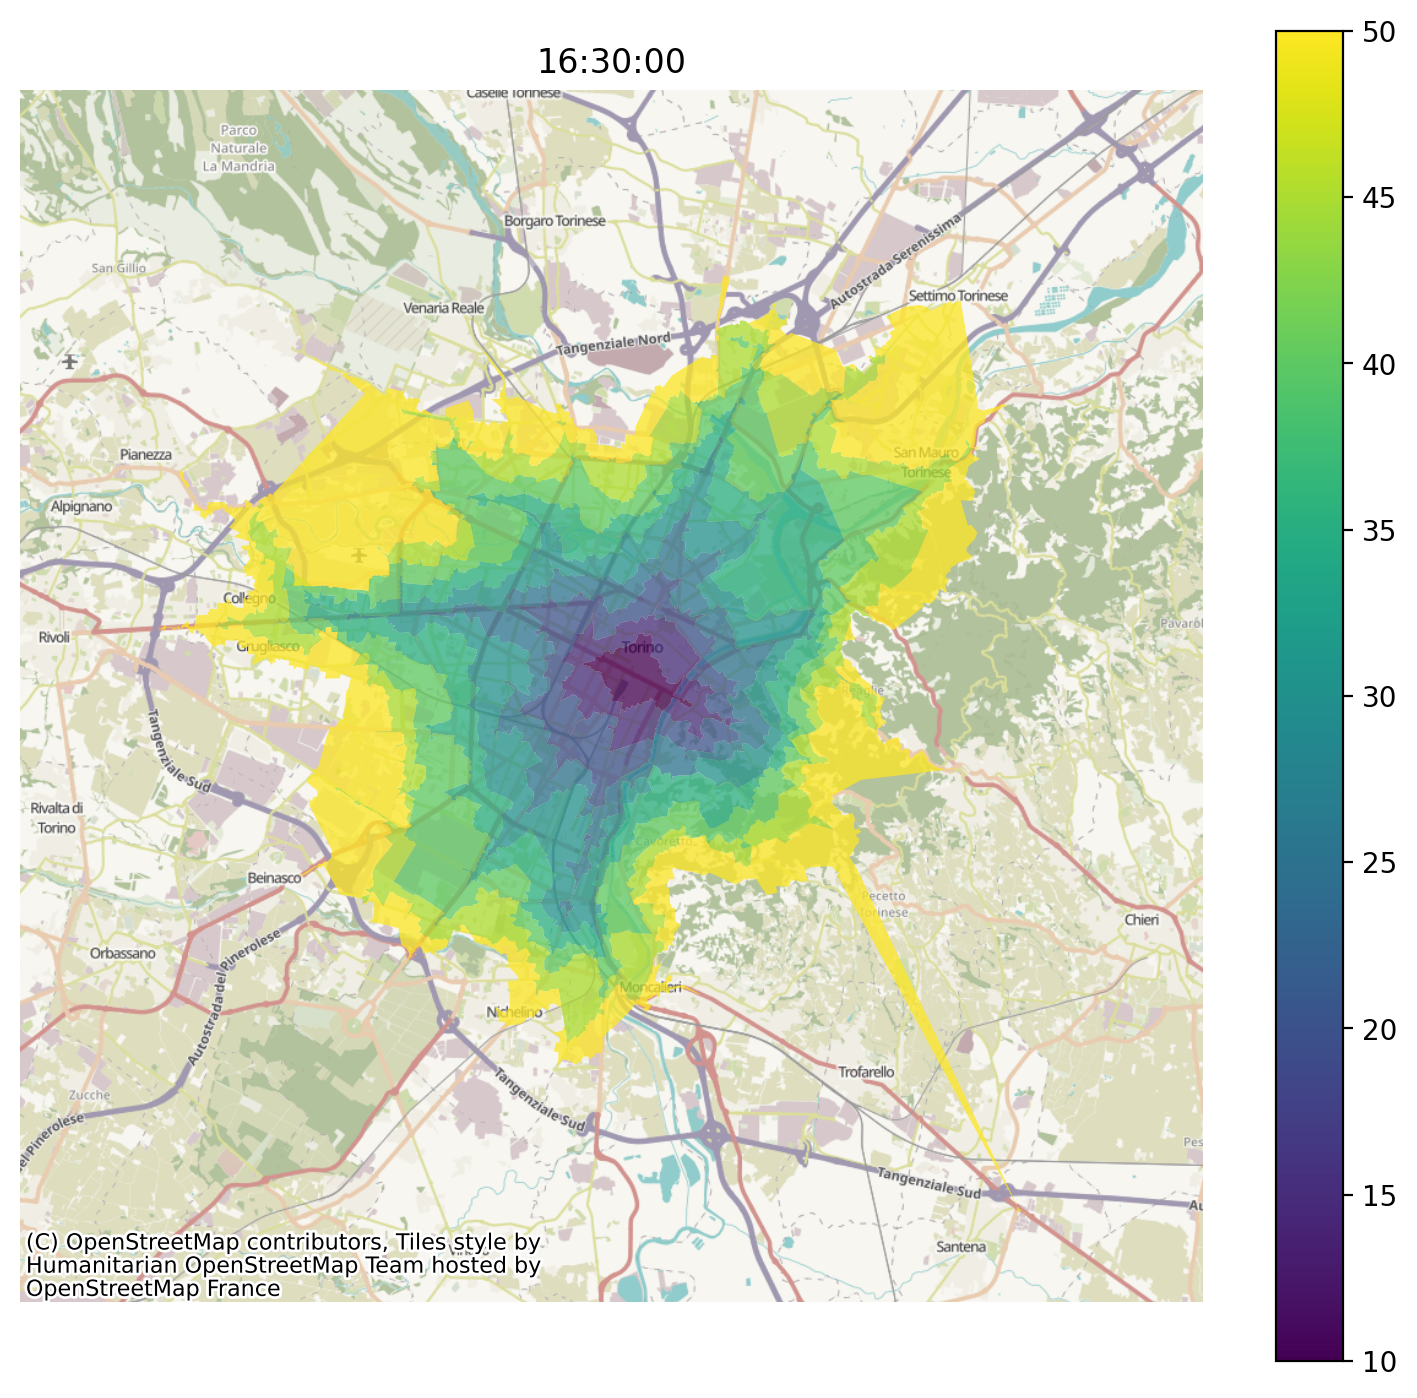 16:30:00
50
45
40
35
30
25
20
15
10
Caselle Torinese
Parco
Naturale
La Mandria
Borgaro Torinese
Autostrada Serenissima
San Gillio
Settimo Torinese
Venaria Reale
Tangenziale Nord
Pianezza
San Mauro
Torinese
Alpignano
Collegno
Rivoli
Grugliasco
Torino
Tangenziale Sud
Rivalta di
Torino
Cavoretto
Beinasco
Pecetto
Torinese
Chieri
Orbassano
Autostrada del Pinerolese
Moncalieri
Nichelino
Trofarello
Zucche
Tangenziale Sud
Tangenziale Sud
Santena
(C) OpenStreetMap contributors, Tiles style by
Humanitarian OpenStreetMap Team hosted by
OpenStreetMap France